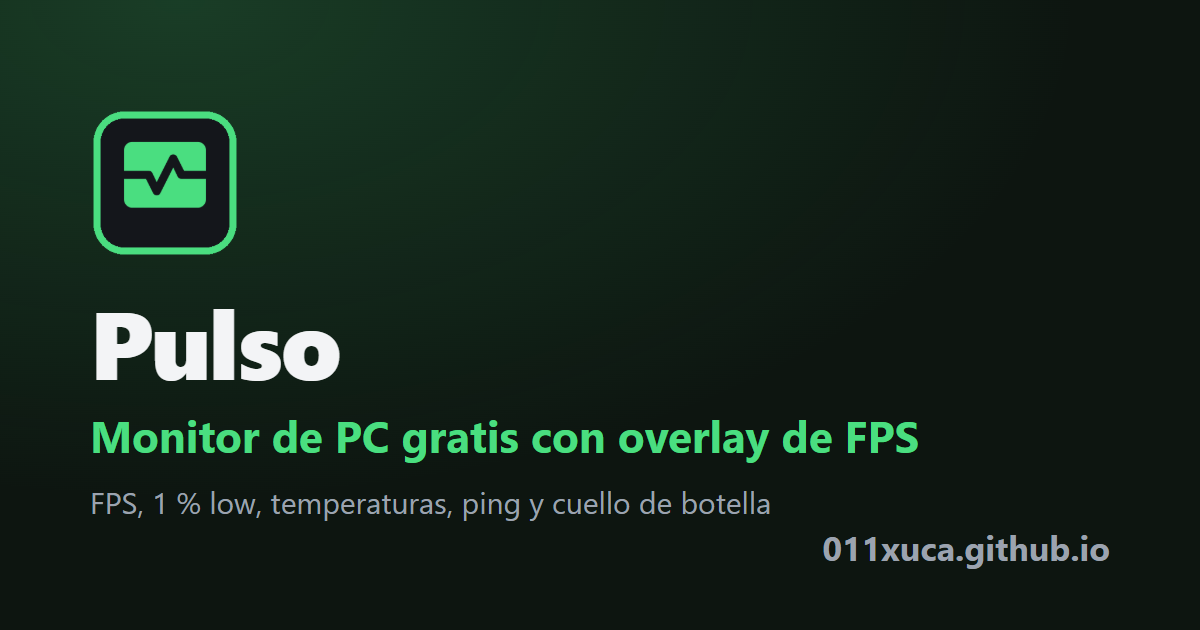 Pulso
Monitor de PC gratis con overlay de FPS
FPS, 1 % low, temperaturas, ping y cuello de botella
011xuca.github.io